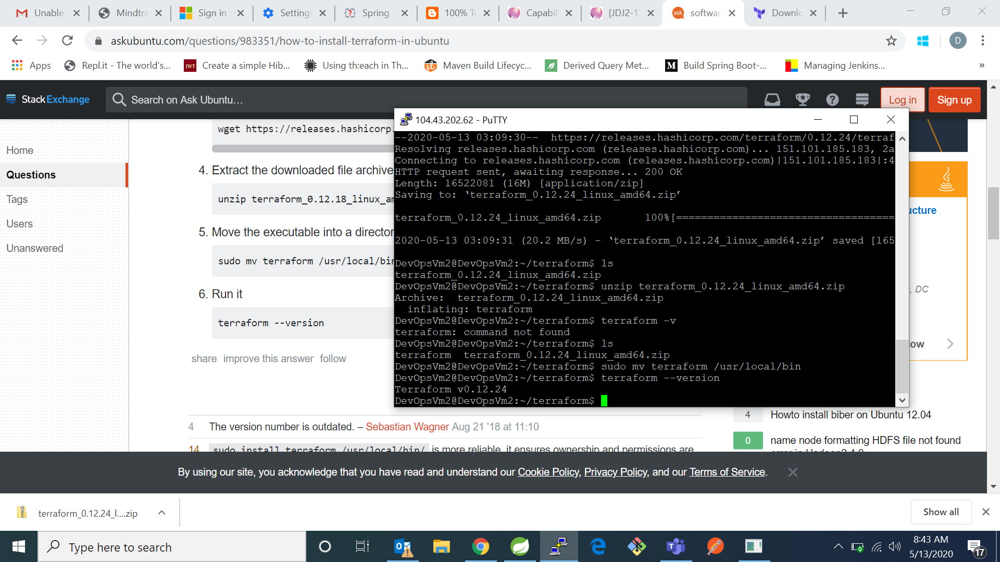 Unable
Mindtre
Sign in
Settings
Spring
100% Te
Capabili
[JDJ2-1
softwar
Downlo
askubuntu.com/questions/983351/how-to-install-terraform-in-ubuntu
D
Apps
Repl.it - The world's...
JWT
Create a simple Hib...
Using th:each in Th...
Maven Build Lifecyc...
Derived Query Met...
M
Build Spring Boot-...
Managing Jenkins...
»
StackExchange
Search on Ask Ubuntu...
Log in
Sign up
Home
Questions
Tags
Users
Unanswered
wget https://releases.hashicorp.
4. Extract the downloaded file archive
unzip terraform_0.12.18_linux_am
5. Move the executable into a director
sudo mv terraform /usr/local/bin
6. Run it
terraform --version
share improve this answer follow
104.43.202.62 - PuTTY
--2020-05-13 03:09:30--  https://releases.hashicorp.com/terraform/0.12.24/terraf
Resolving releases.hashicorp.com (releases.hashicorp.com)... 151.101.185.183, 2a
Connecting to releases.hashicorp.com (releases.hashicorp.com)|151.101.185.183|:4
HTTP request sent, awaiting response... 200 OK
Length: 16522081 (16M) [application/zip]
Saving to: ‘terraform_0.12.24_linux_amd64.zip’
terraform_0.12.24_linux_amd64.zip       100%[===================================
2020-05-13 03:09:31 (20.2 MB/s) - ‘terraform_0.12.24_linux_amd64.zip’ saved [165
DevOpsVm2@DevOpsVm2:~/terraform$ ls
terraform_0.12.24_linux_amd64.zip
DevOpsVm2@DevOpsVm2:~/terraform$ unzip terraform_0.12.24_linux_amd64.zip
Archive:  terraform_0.12.24_linux_amd64.zip
  inflating: terraform
DevOpsVm2@DevOpsVm2:~/terraform$ terraform -v
terraform: command not found
DevOpsVm2@DevOpsVm2:~/terraform$ ls
terraform  terraform_0.12.24_linux_amd64.zip
DevOpsVm2@DevOpsVm2:~/terraform$ sudo mv terraform /usr/local/bin
DevOpsVm2@DevOpsVm2:~/terraform$ terraform --version
Terraform v0.12.24
DevOpsVm2@DevOpsVm2:~/terraform$
ucture
, DC
ow
4 The version number is outdated. – Sebastian Wagner Aug 21 '18 at 11:10
14 sudo install terraform /usr/local/bin/ is more reliable, it ensures ownership and permissions are
4 Howto install biber on Ubuntu 12.04
0 name node formatting HDFS file not found
error in Hadoop2.4.0
By using our site, you acknowledge that you have read and understand our Cookie Policy, Privacy Policy, and our Terms of Service.
terraform_0.12.24_l....zip
Show all
Type here to search
8:43 AM
5/13/2020
17